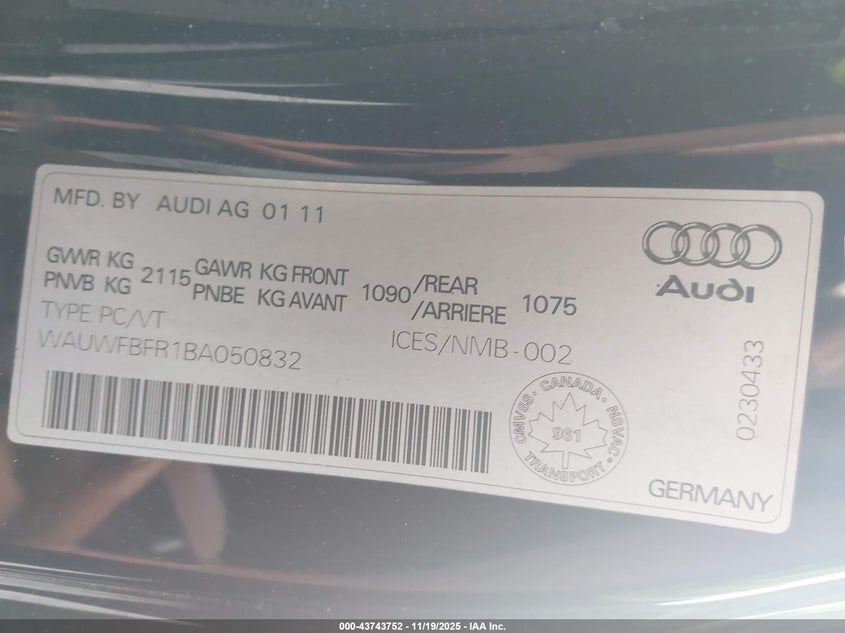 MFD. BY AUDI AG 01 11
GVWR KG 2115 GAWR KG FRONT 1090 /REAR 1075
PNVB KG PNBE KG AVANT /ARRIERE
TYPE PC/VT
WAUWFBFR1BA050832
ICES/NMB-002
Audi
0230433
CMVSS· CANADA· NSVAC·
961
TRANSPORT
GERMANY
000-43743752 - 11/19/2025 - IAA Inc.